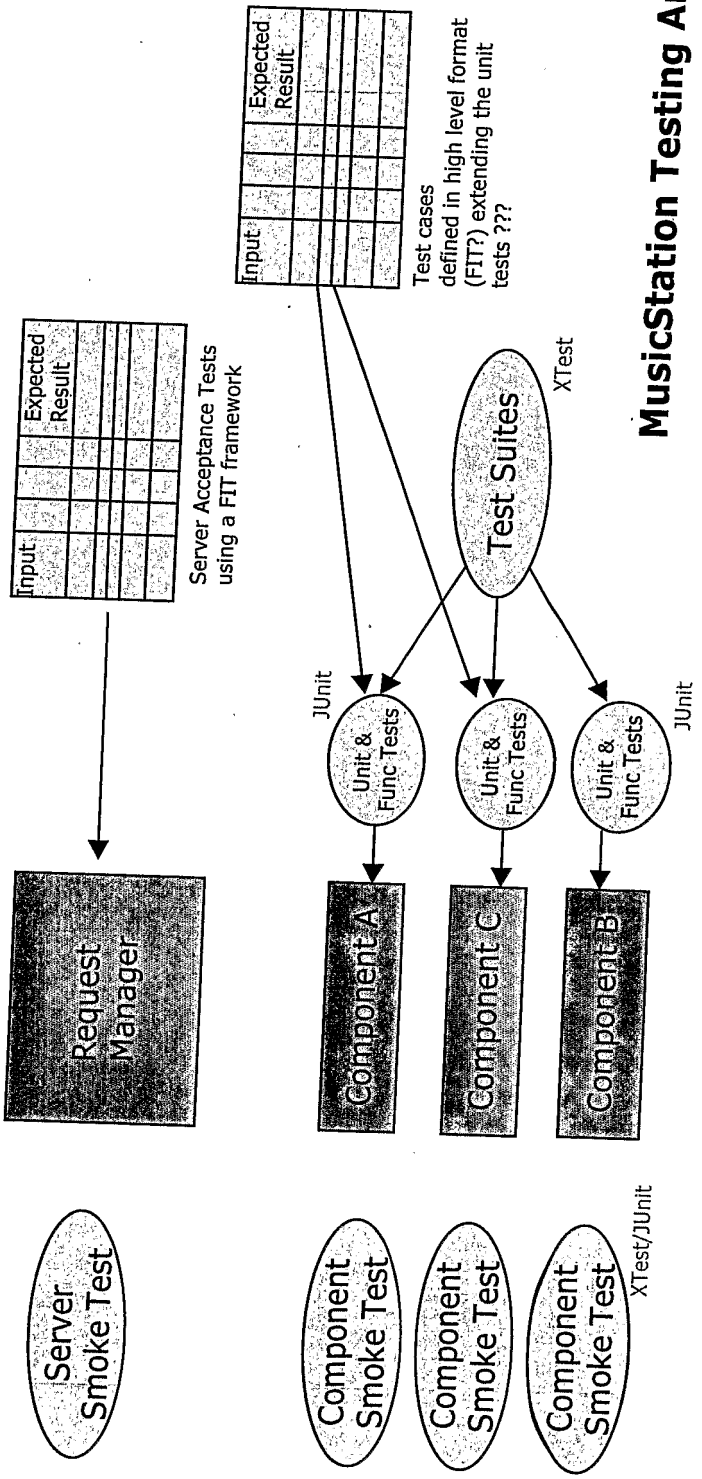 Server
Smoke Test
Request
Manager
Input
Expected
Result
Server Acceptance Tests
using a FIT framework
Component
Smoke Test
Component
Smoke Test
Component
Smoke Test
XTest/JUnit
Component A
Component C
Component B
JUnit
Unit &
Func Tests
Unit &
Func Tests
Unit &
Func Tests
JUnit
Test Suites
XTest
Input
Expected
Result
Test cases
defined in high level format
(FIT?) extending the unit
tests ???
MusicStation Testing